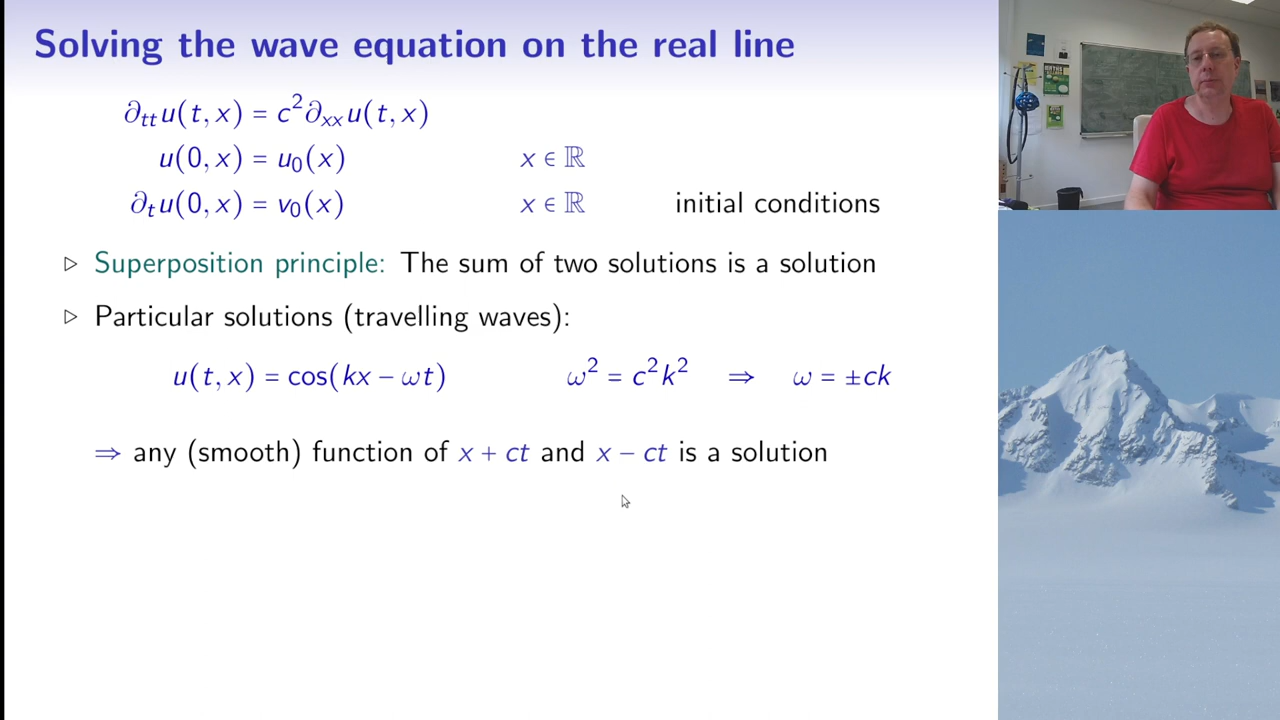 Solving the wave equation on the real line
∂ₜₜu(t, x) = c²∂ₓₓu(t, x)
u(0, x) = u₀(x) x ∈ ℝ
∂ₜu(0, x) = v₀(x) x ∈ ℝ initial conditions
▷ Superposition principle: The sum of two solutions is a solution
▷ Particular solutions (travelling waves):
u(t, x) = cos(kx − ωt) ω² = c²k² ⇒ ω = ±ck
⇒ any (smooth) function of x + ct and x − ct is a solution